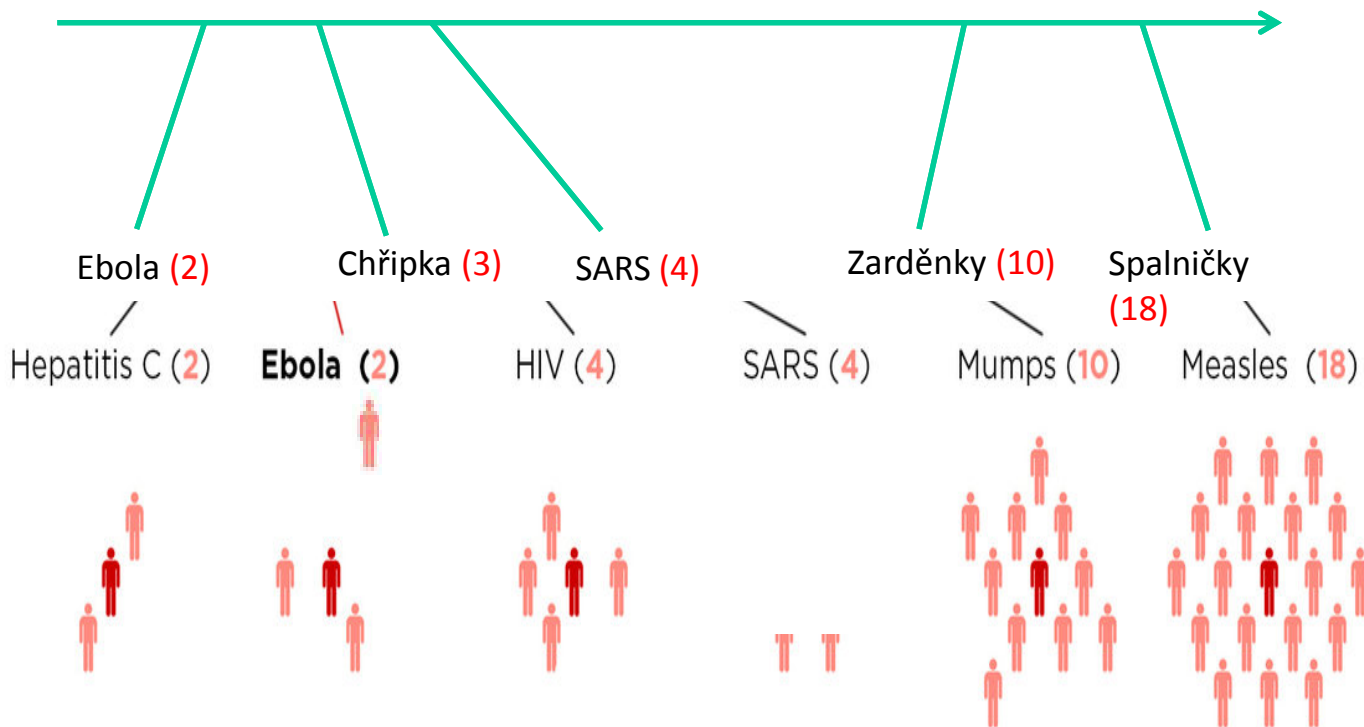 Ebola (2)
Chřipka (3)
SARS (4)
Zarděnky (10)
Spalničky
(18)
Hepatitis C (2)
Ebola (2)
HIV (4)
SARS (4)
Mumps (10)
Measles (18)